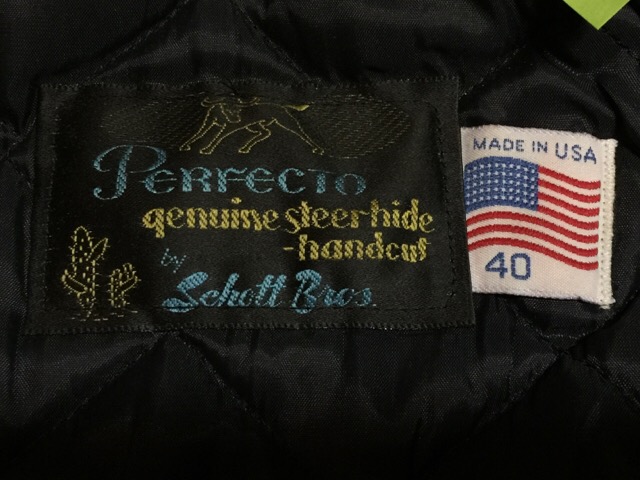 Perfecto
genuine steerhide
-handcut
by
Schott Bros.
MADE IN USA
40